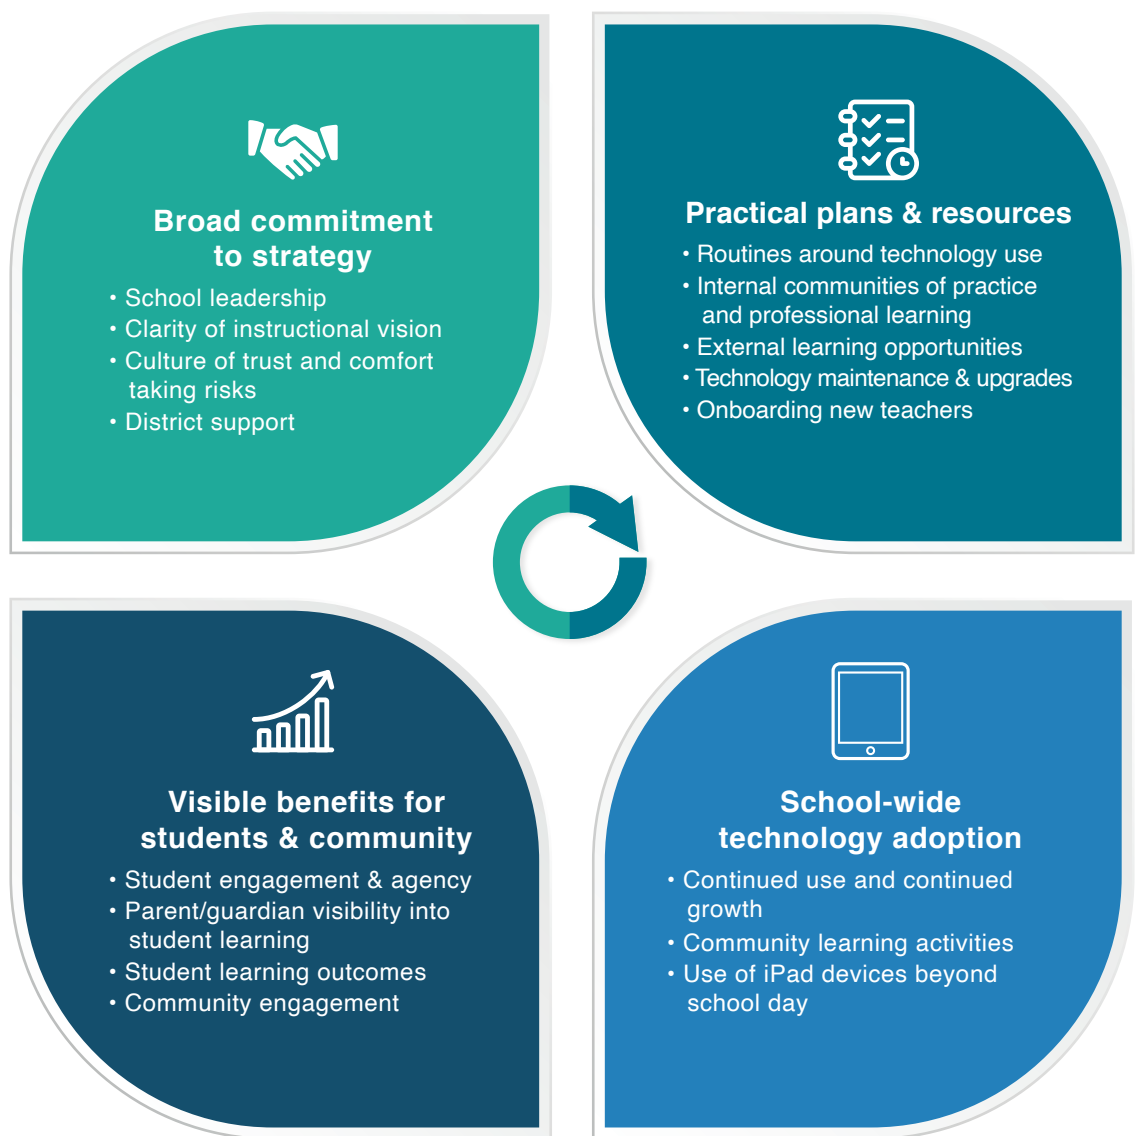 Broad commitment
to strategy
• School leadership
• Clarity of instructional vision
• Culture of trust and comfort
taking risks
• District support
Practical plans & resources
• Routines around technology use
• Internal communities of practice
and professional learning
• External learning opportunities
• Technology maintenance & upgrades
• Onboarding new teachers
Visible benefits for
students & community
• Student engagement & agency
• Parent/guardian visibility into
student learning
• Student learning outcomes
• Community engagement
School-wide
technology adoption
• Continued use and continued
growth
• Community learning activities
• Use of iPad devices beyond
school day